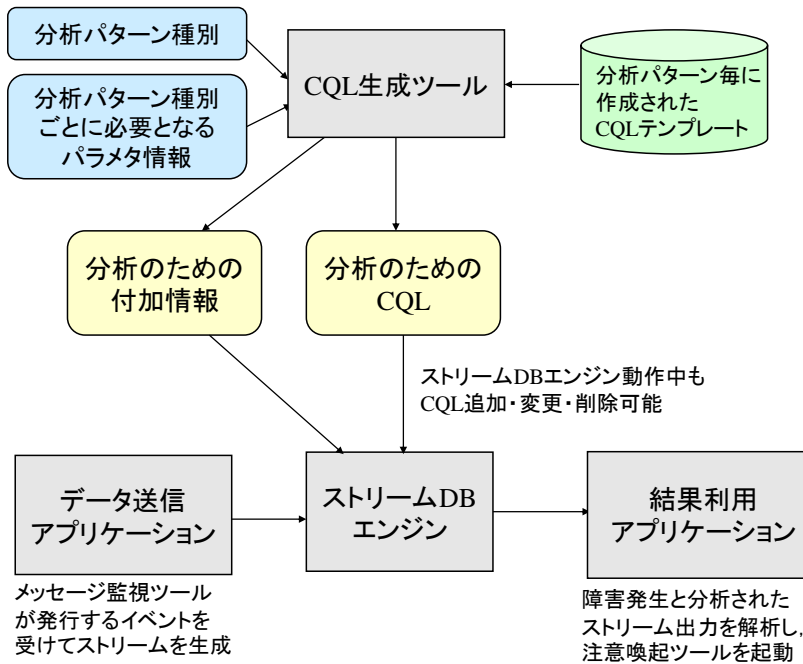 分析パターン種別
分析パターン種別
ごとに必要となる
パラメタ情報
CQL生成ツール
分析パターン毎に
作成された
CQLテンプレート
分析のための
付加情報
分析のための
CQL
ストリームDBエンジン動作中も
CQL追加・変更・削除可能
データ送信
アプリケーション
ストリームDB
エンジン
結果利用
アプリケーション
メッセージ監視ツール
が発行するイベントを
受けてストリームを生成
障害発生と分析された
ストリーム出力を解析し，
注意喚起ツールを起動